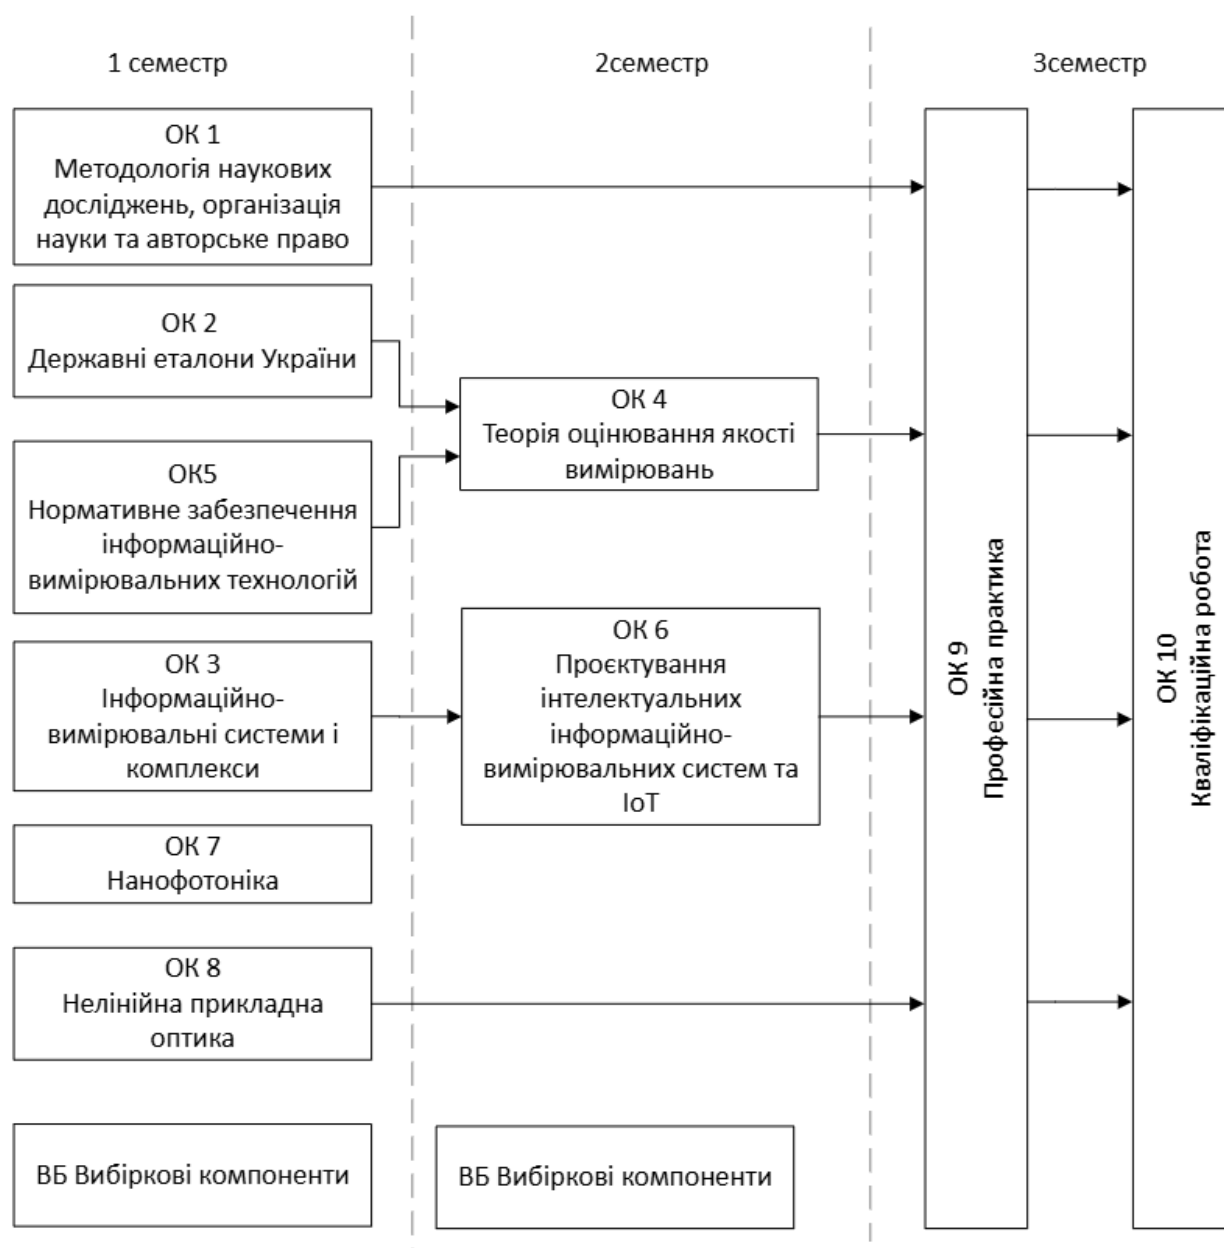 1 семестр
2семестр
3семестр
ОК 1
Методологія наукових
досліджень, організація
науки та авторське право
ОК 2
Державні еталони України
ОК5
Нормативне забезпечення
інформаційно-
вимірювальних технологій
ОК 3
Інформаційно-
вимірювальні системи і
комплекси
ОК 7
Нанофотоніка
ОК 8
Нелінійна прикладна
оптика
ВБ Вибіркові компоненти
ОК 4
Теорія оцінювання якості
вимірювань
ОК 6
Проєктування
інтелектуальних
інформаційно-
вимірювальних систем та
ІоТ
ВБ Вибіркові компоненти
ОК 9
Професійна практика
ОК 10
Кваліфікаційна робота